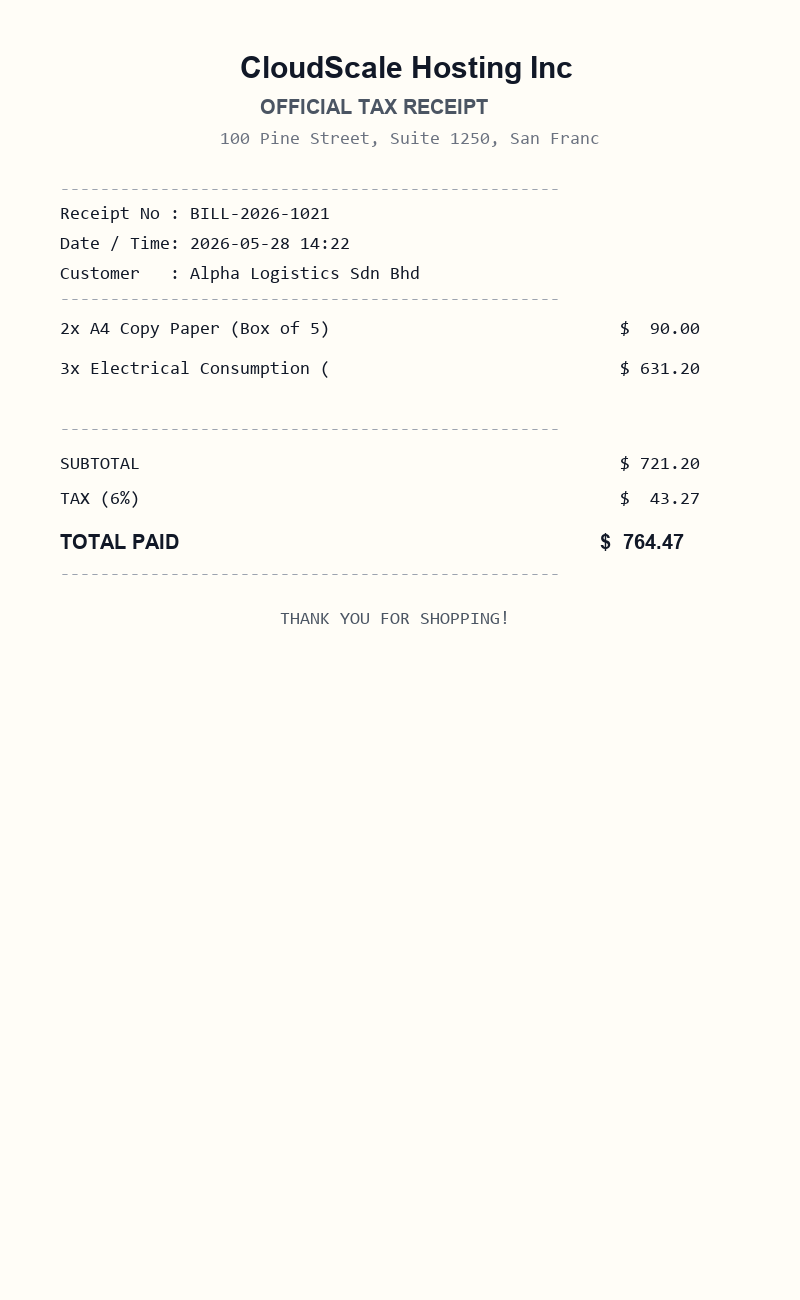 CloudScale Hosting Inc
OFFICIAL TAX RECEIPT
100 Pine Street, Suite 1250, San Franc
--------------------------------------------------
Receipt No : BILL-2026-1021
Date / Time: 2026-05-28 14:22
Customer   : Alpha Logistics Sdn Bhd
--------------------------------------------------
2x A4 Copy Paper (Box of 5) $  90.00
3x Electrical Consumption ( $ 631.20
--------------------------------------------------
SUBTOTAL $ 721.20
TAX (6%) $  43.27
TOTAL PAID $  764.47
--------------------------------------------------
THANK YOU FOR SHOPPING!